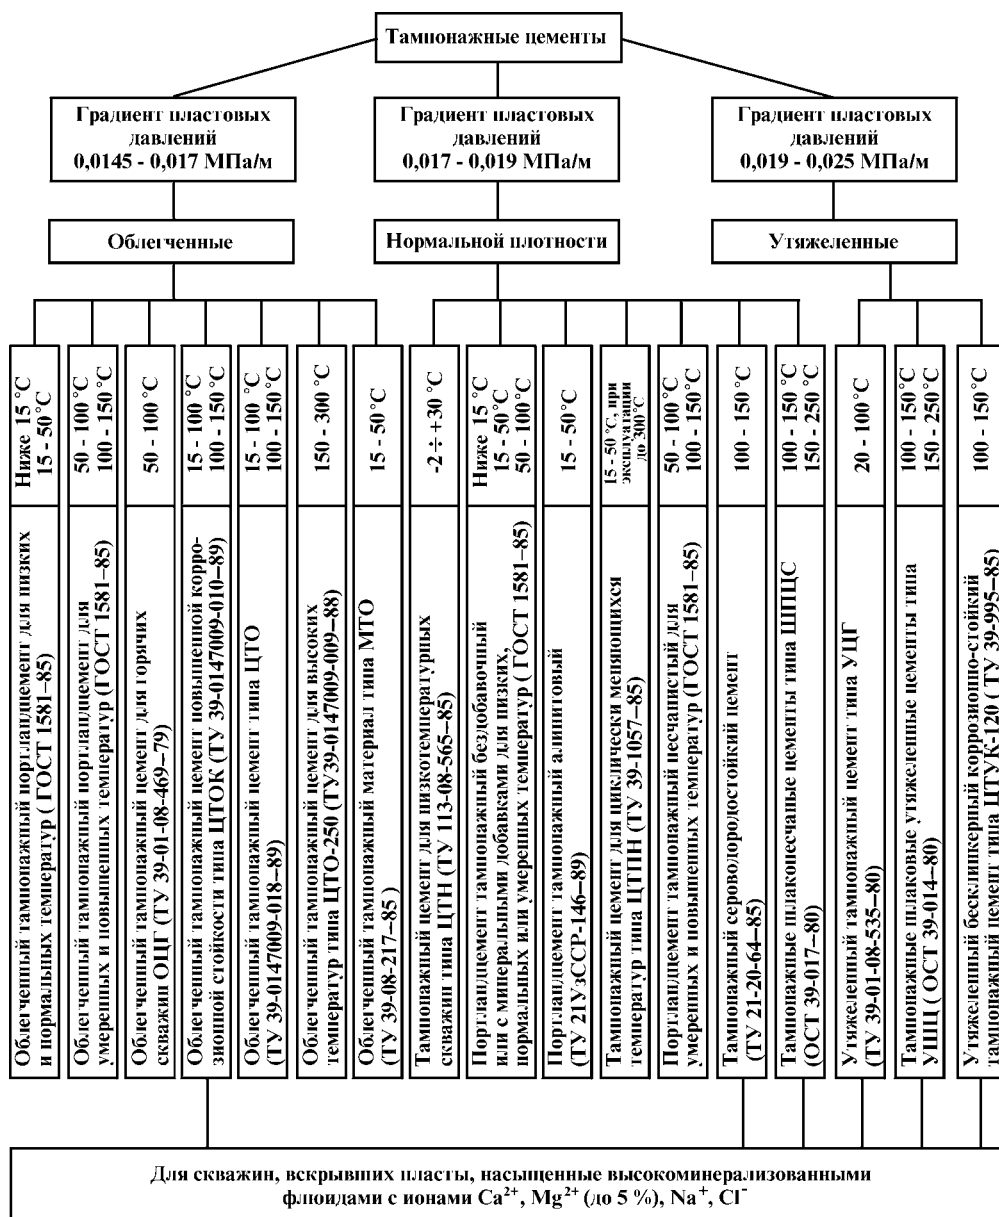 Тампонажные цементы
Градиент пластовых
давлений
0,0145 - 0,017 МПа/м
Градиент пластовых
давлений
0,017 - 0,019 МПа/м
Градиент пластовых
давлений
0,019 - 0,025 МПа/м
Облегченные
Нормальной плотности
Утяжеленные
Ниже 15 °С
15 - 50°С
50 - 100°С
100 - 150°С
50 - 100°С
15 - 100°С
100 - 150°С
15 - 100°С
100 - 150°С
150 - 300°С
15 - 50°С
-2 ÷ +30°С
Ниже 15°С
15 - 50°С
50 - 100°С
15 - 50°С
15 - 50 °С, при
эксплуатации
до 300°С
50 - 100°С
100 - 150°С
100 - 150°С
100 - 150°С
150 - 250°С
20 - 100°С
100 - 150°С
150 - 250°С
100 - 150°С
Облегченный тампонажный портландцемент для низких
и нормальных температур ( ГОСТ 1581–85)
Облегченный тампонажный портландцемент для
умеренных и повышенных температур (ГОСТ 1581–85)
Облегченный тампонажный цемент для горячих
скважин ОЦГ (ТУ 39-01-08-469–79)
Облегченный тампонажный цемент повышенной корро-
зионной стойкости типа ЦТОК (ТУ 39-0147009-010–89)
Облегченный тампонажный цемент типа ЦТО
(ТУ 39-0147009-018–89)
Облегченный тампонажный цемент для высоких
температур типа ЦТО-250 (ТУ39-0147009-009–88)
Облегченный тампонажный материал типа МТО
(ТУ 39-08-217–85 )
Тампонажный цемент для низкотемпературных
скважин типа ЦТН (ТУ 113-08-565–85)
Портландцемент тампонажный бездобавочный
или с минеральными добавками для низких,
нормальных или умеренных температур ( ГОСТ 1581–85)
Портландцемент тампонажный алинитовый
(ТУ 21УзССР-146–89)
Тампонажный цемент для циклически меняющихся
температур типа ЦТПН (ТУ 39-1057–85)
Портландцемент тампонажный песчанистый для
умеренных и повышенных температур (ГОСТ 1581–85)
Тампонажный сероводородостойкий цемент
(ТУ 21-20-64–85)
Тампонажные шлакопесчаные цементы типа ШПЦС
(ОСТ 39-017–80)
Утяжеленный тампонажный цемент типа УЦГ
(ТУ 39-01-08-535–80)
Тампонажные шлаковые утяжеленные цементы типа
УШЦ ( ОСТ 39-014–80)
Утяжеленный бесклинкерный коррозионно-стойкий
тампонажный цемент типа ЦТУК-120 ( ТУ 39-995–85)
Для скважин, вскрывших пласты, насыщенные высокоминерализованными
флюидами с ионами Ca²⁺, Mg²⁺ (до 5 %), Na⁺, Cl⁻